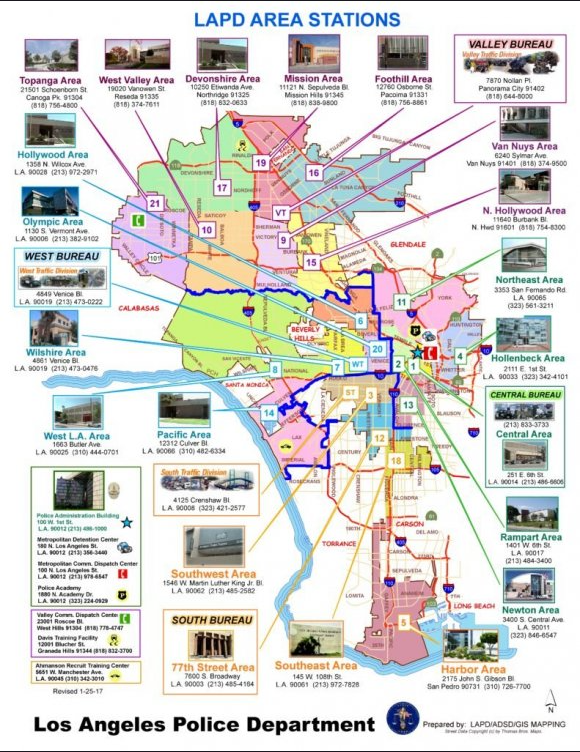 LAPD AREA STATIONS
Topanga Area
21501 Schoenborn St.
Canoga Pk. 91304
(818) 756-4800
West Valley Area
19020 Vanowen St.
Reseda 91335
(818) 374-7611
Devonshire Area
10250 Etiwanda Ave.
Northridge 91325
(818) 832-0633
Mission Area
11121 N. Sepulveda Bl.
Mission Hills 91345
(818) 838-9800
Foothill Area
12760 Osborne St.
Pacoima 91331
(818) 756-8861
VALLEY BUREAU
Valley Traffic Division
7870 Nollan Pl.
Panorama City 91402
(818) 644-8000
Van Nuys Area
6240 Sylmar Ave.
Van Nuys 91401 (818) 374-9500
N. Hollywood Area
11640 Burbank Bl.
N. Hwd 91601 (818) 754-8300
Hollywood Area
1358 N. Wilcox Ave.
L.A. 90028 (213) 972-2971
Olympic Area
1130 S. Vermont Ave.
L.A. 90006 (213) 382-9102
WEST BUREAU
West Traffic Division
4849 Venice Bl.
L.A. 90019 (213) 473-0222
Wilshire Area
4861 Venice Bl.
L.A. 90019 (213) 473-0476
West L.A. Area
1663 Butler Ave.
L.A. 90025 (310) 444-0701
Pacific Area
12312 Culver Bl.
L.A. 90066 (310) 482-6334
Northeast Area
3353 San Fernando Rd.
L.A. 90065
(323) 561-3211
Hollenbeck Area
2111 E. 1st St.
L.A. 90033 (323) 342-4101
CENTRAL BUREAU
(213) 833-3733
Central Area
251 E. 6th St.
L.A. 90014 (213) 486-6606
Rampart Area
1401 W. 6th St.
L.A. 90017
(213) 484-3400
Newton Area
3400 S. Central Ave.
L.A. 90011
(323) 846-6547
Harbor Area
2175 John S. Gibson Bl.
San Pedro 90731 (310) 726-7700
South Traffic Division
4125 Crenshaw Bl.
L.A. 90008 (323) 421-2577
Southwest Area
1546 W. Martin Luther King Jr. Bl.
L.A. 90062 (213) 485-2582
SOUTH BUREAU
77th Street Area
7600 S. Broadway
L.A. 90003 (213) 485-4164
Southeast Area
145 W. 108th St.
L.A. 90061 (213) 972-7828
Police Administration Building
100 W. 1st St.
L.A. 90012 (213) 486-1000
Metropolitan Detention Center
180 N. Los Angeles St.
L.A. 90012 (213) 356-3440
Metropolitan Comm. Dispatch Center
100 N. Los Angeles St.
L.A. 90012 (213) 978-6547
Police Academy
1880 N. Academy Dr.
L.A. 90012 (323) 224-0929
Valley Comm. Dispatch Center
23001 Roscoe Bl.
West Hills 91304 (818) 778-4747
Davis Training Facility
12001 Blucher St.
Granada Hills 91344 (818) 832-3700
Ahmanson Recruit Training Center
5651 W. Manchester Ave.
L.A. 90045 (310) 342-3010
Revised 1-25-17
GLENDALE
CALABASAS
BEVERLY
HILLS
SANTA MONICA
TORRANCE
CARSON
LONG BEACH
DEVONSHIRE
ROSCOE
SATICOY
SHERMAN
VICTORY
BURBANK
VENTURA
MULHOLLAND
NATIONAL
VENICE
LAX
IMPERIAL
ROSECRANS
CENTURY
ALONDRA
LOMITA
SEPULVEDA
21
17
19
16
10
VT
9
15
101
11
6
20
8
7
WT
2
1
4
14
ST
3
13
12
18
5
P
N
Los Angeles Police Department
Prepared by: LAPD/ADSD/GIS MAPPING
Street Data Copyright (c) by Thomas Bros. Maps